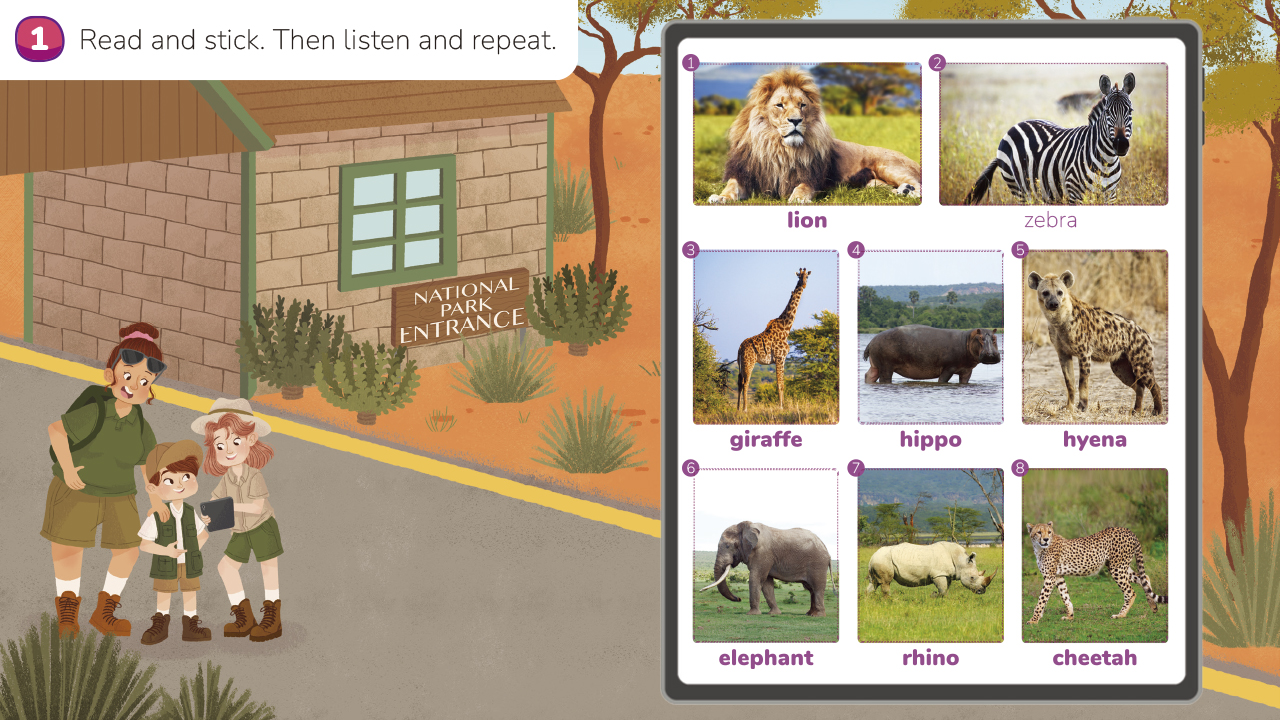 1 Read and stick. Then listen and repeat.
NATIONAL
PARK
ENTRANCE
1
2
lion
zebra
3
4
5
giraffe
hippo
hyena
6
7
8
elephant
rhino
cheetah